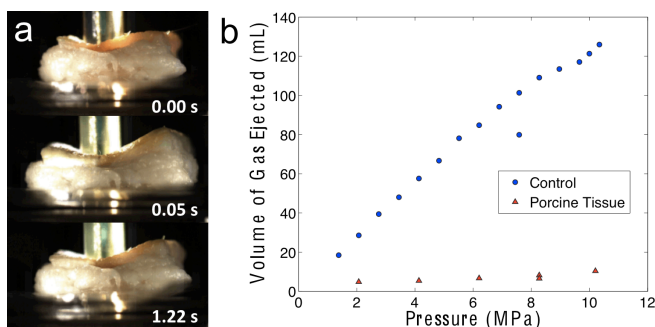 a
0.00 s
0.05 s
1.22 s
b
Volume of Gas Ejected (mL)
140
120
100
80
60
40
20
0
Control
Porcine Tissue
0 2 4 6 8 10 12
Pressure (MPa)